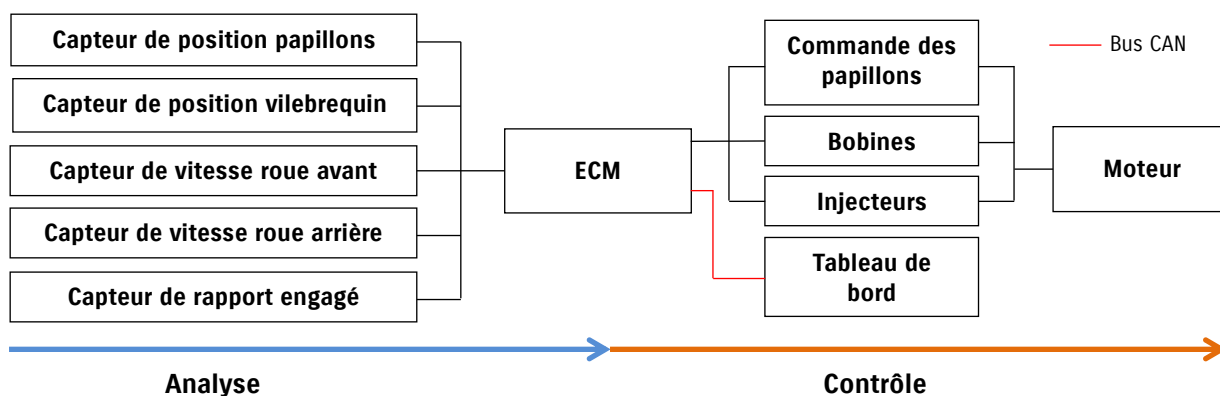 Capteur de position papillons
Capteur de position vilebrequin
Capteur de vitesse roue avant
Capteur de vitesse roue arrière
Capteur de rapport engagé
ECM
Commande des
papillons
Bobines
Injecteurs
Tableau de
bord
Moteur
Bus CAN
Analyse
Contrôle